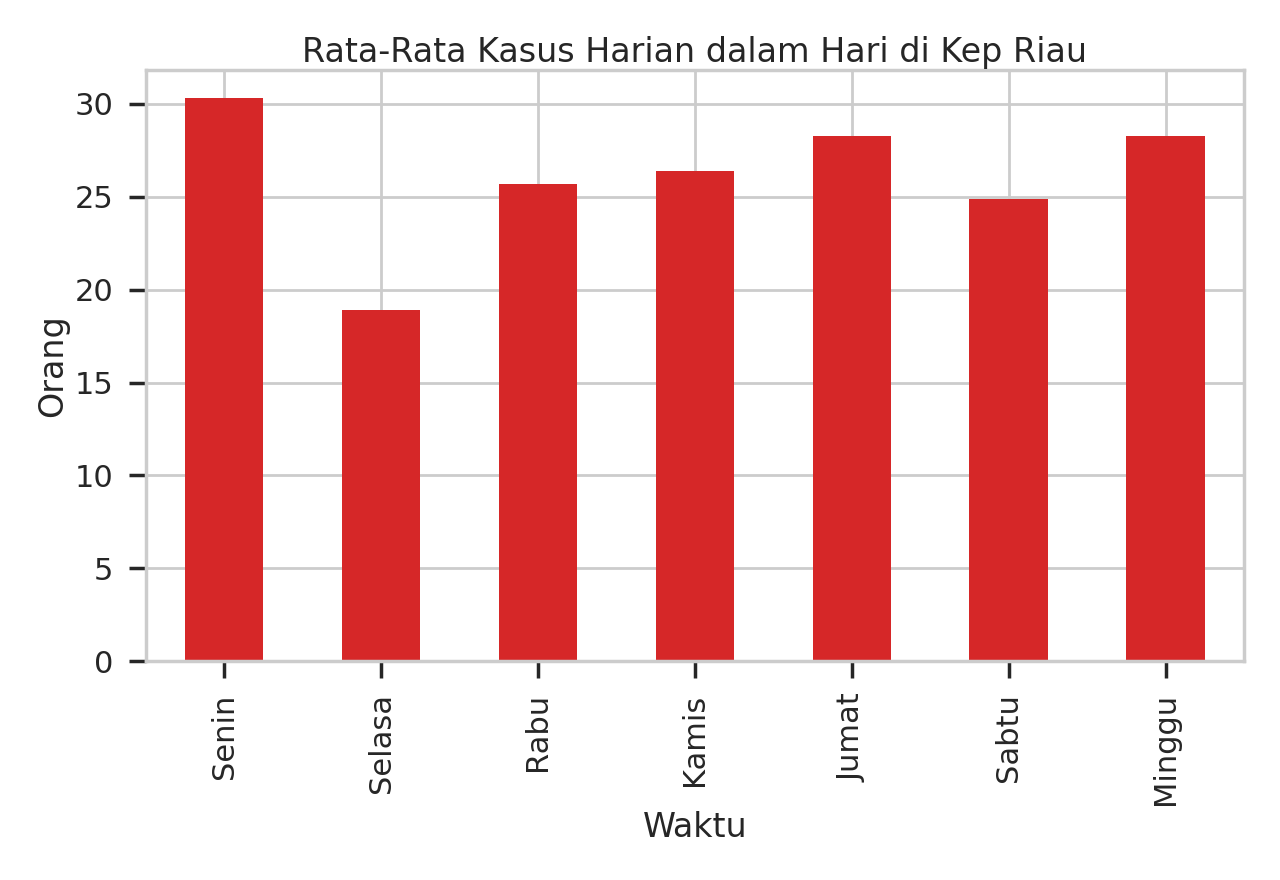 Rata-Rata Kasus Harian dalam Hari di Kep Riau
Orang
30
25
20
15
10
5
0
Senin
Selasa
Rabu
Kamis
Jumat
Sabtu
Minggu
Waktu